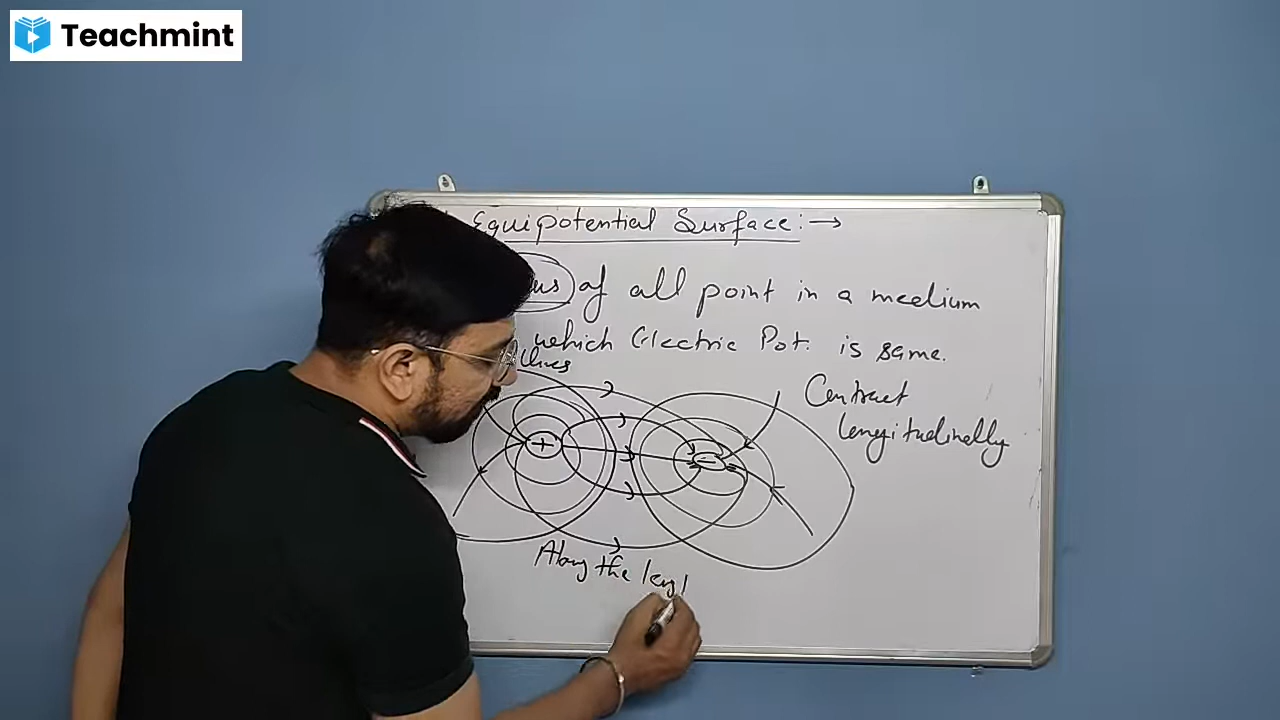 Teachmint
Equipotential Surface:→
of all point in a medium
which Electric Pot. is same.
Contract
longitudinally
+
-
Along the leng